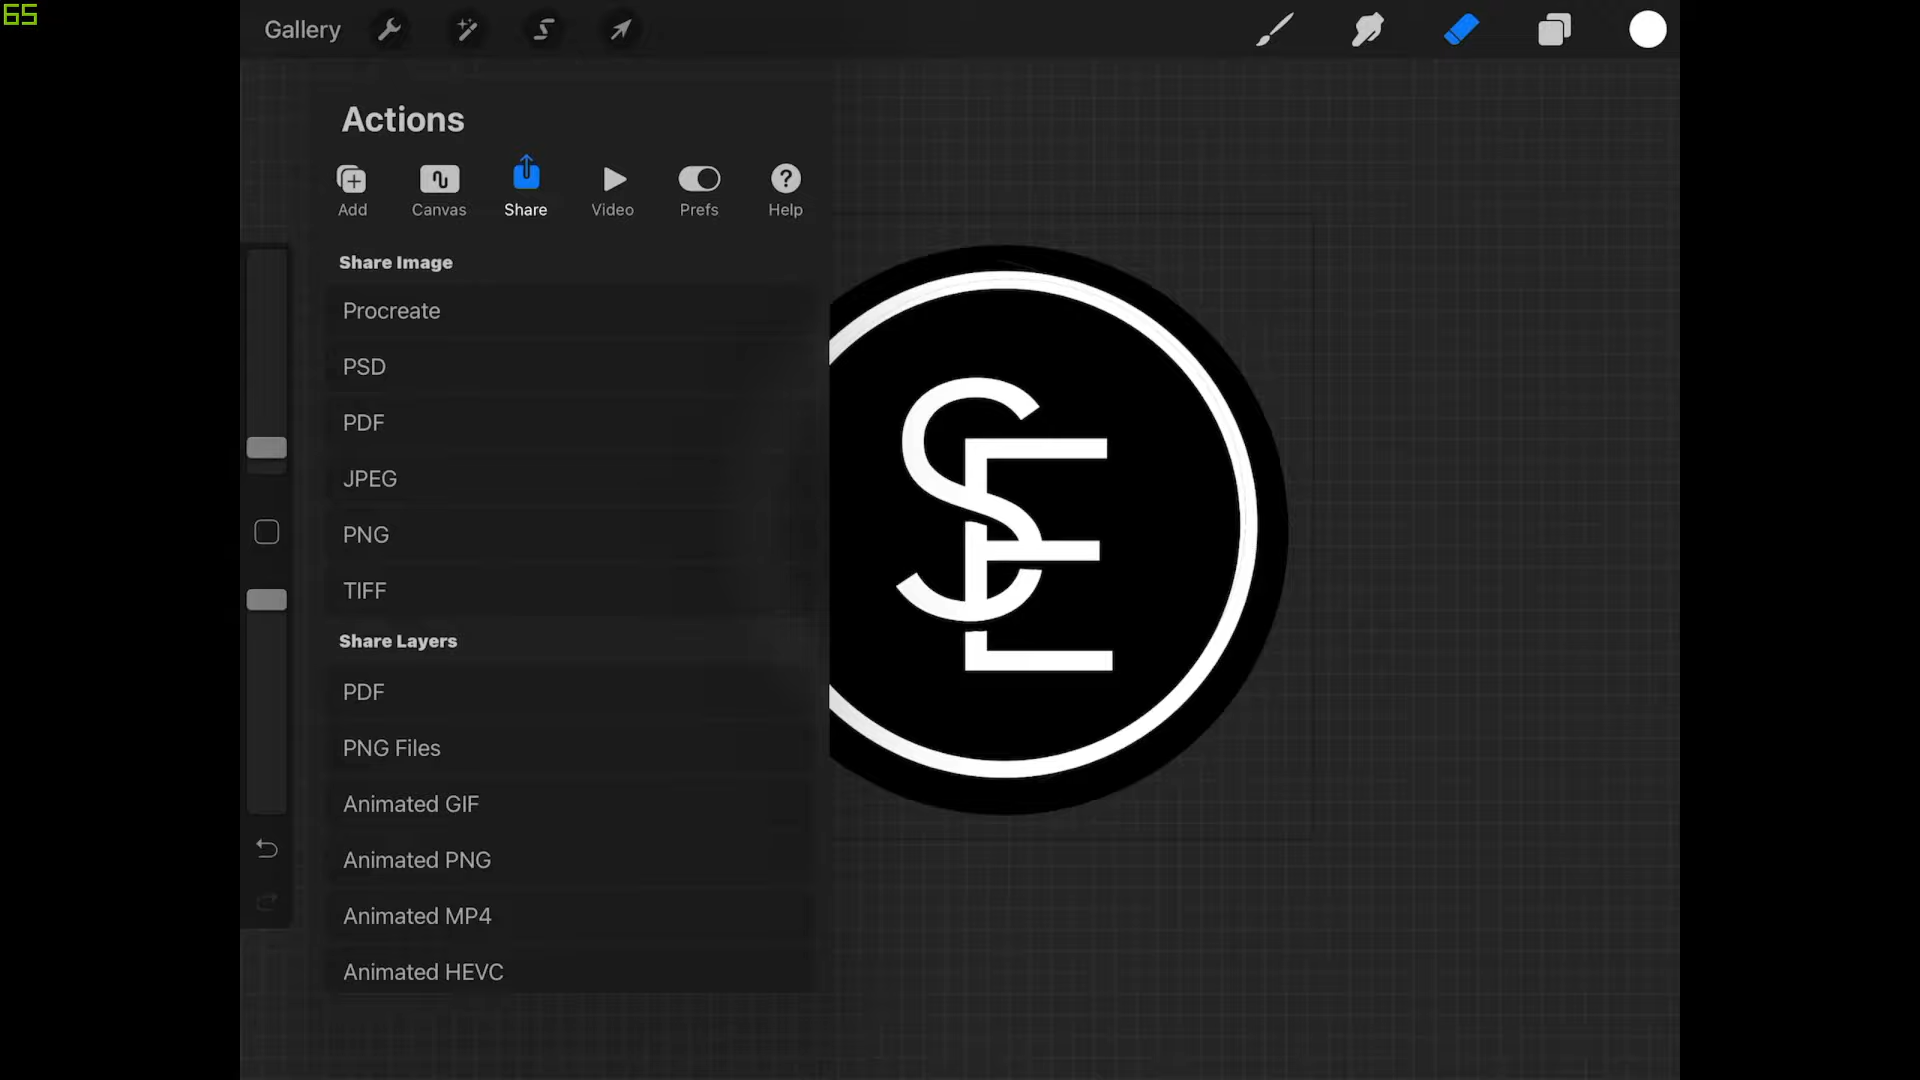 65
Gallery
Actions
Add Canvas Share Video Prefs Help
Share Image
Procreate
PSD
PDF
JPEG
PNG
TIFF
Share Layers
PDF
PNG Files
Animated GIF
Animated PNG
Animated MP4
Animated HEVC
SE